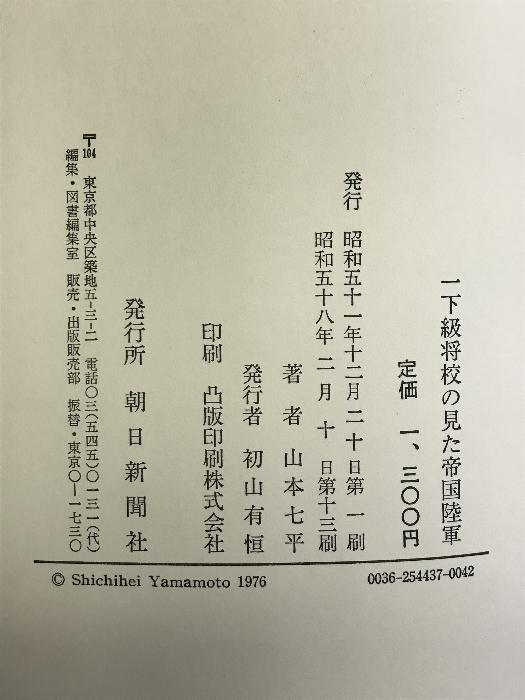 一下級将校の見た帝国陸軍
定価 一、三〇〇円
発行 昭和五十一年十二月二十日第一刷
昭和五十八年二月十日第十三刷
著者 山本七平
発行者 初山有恒
印刷 凸版印刷株式会社
発行所 朝日新聞社
〒104 東京都中央区築地五-三-二 電話〇三(五四五)〇一三一(代)
編集・図書編集室 販売・出版販売部 振替・東京〇-一七三〇
© Shichihei Yamamoto 1976
0036-254437-0042